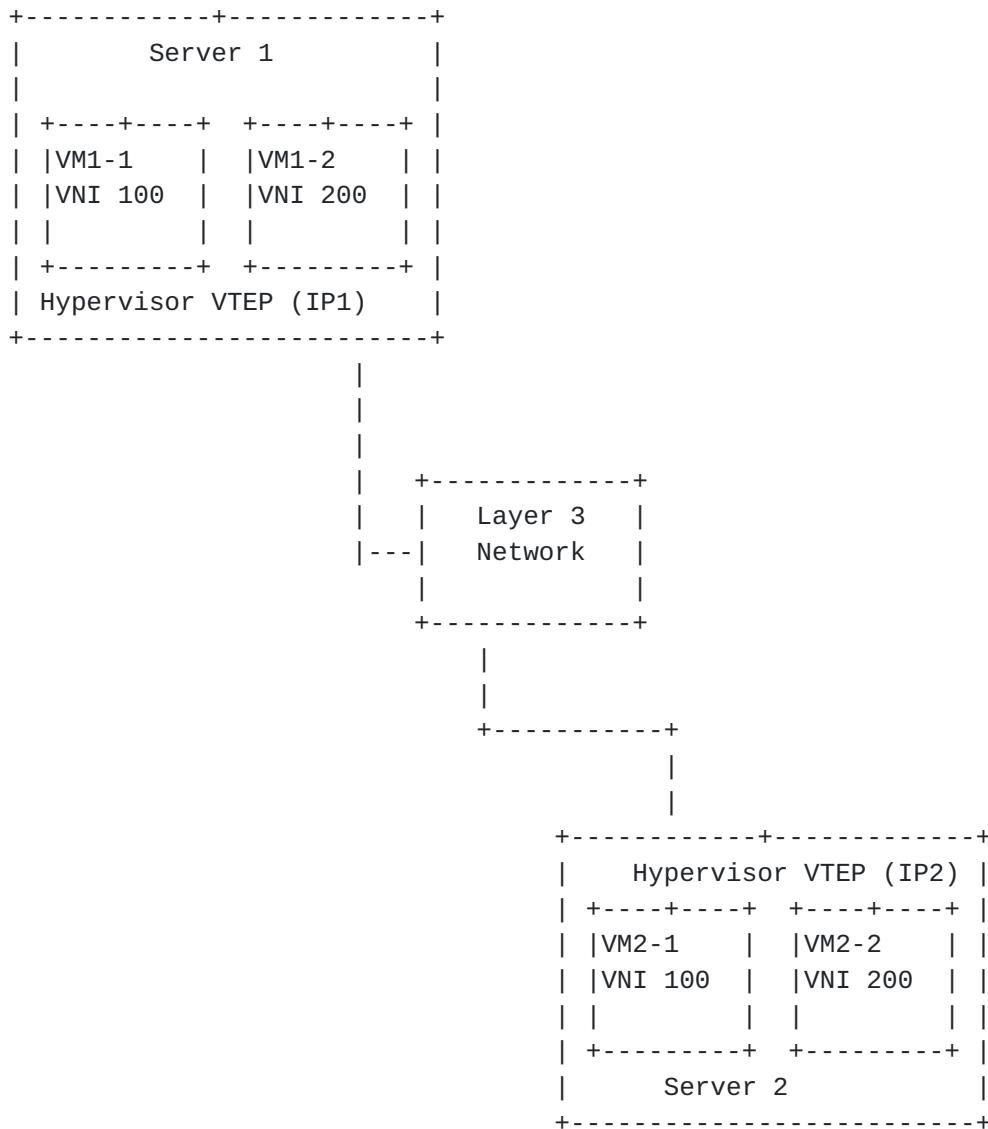 Server 1
VM1-1 VM1-2
VNI 100 VNI 200
Hypervisor VTEP (IP1)
Layer 3
Network
Hypervisor VTEP (IP2)
VM2-1 VM2-2
VNI 100 VNI 200
Server 2